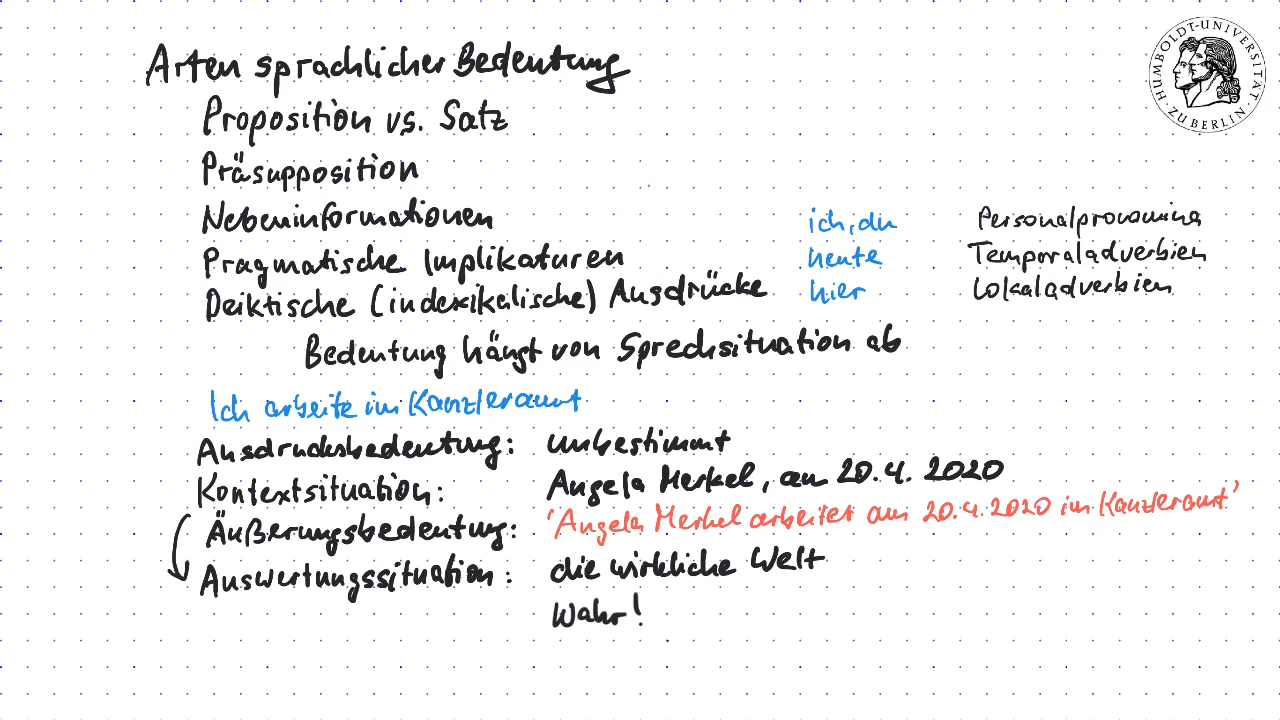 Arten sprachlicher Bedeutung
Proposition vs. Satz
Präsupposition
Nebeninformationen
Pragmatische Implikaturen
Deiktische (indexikalische) Ausdrücke
ich, du Personalpronomina
heute Temporaladverbien
hier Lokaladverbien
Bedeutung hängt von Sprechsituation ab
Ich arbeite im Kanzleramt
Ausdrucksbedeutung: unbestimmt
Kontextsituation: Angela Merkel, am 20.4.2020
Äußerungsbedeutung: 'Angela Merkel arbeitet am 20.4.2020 im Kanzleramt'
Auswertungssituation: die wirkliche Welt
Wahr!
HUMBOLDT-UNIVERSITÄT · ZU BERLIN ·